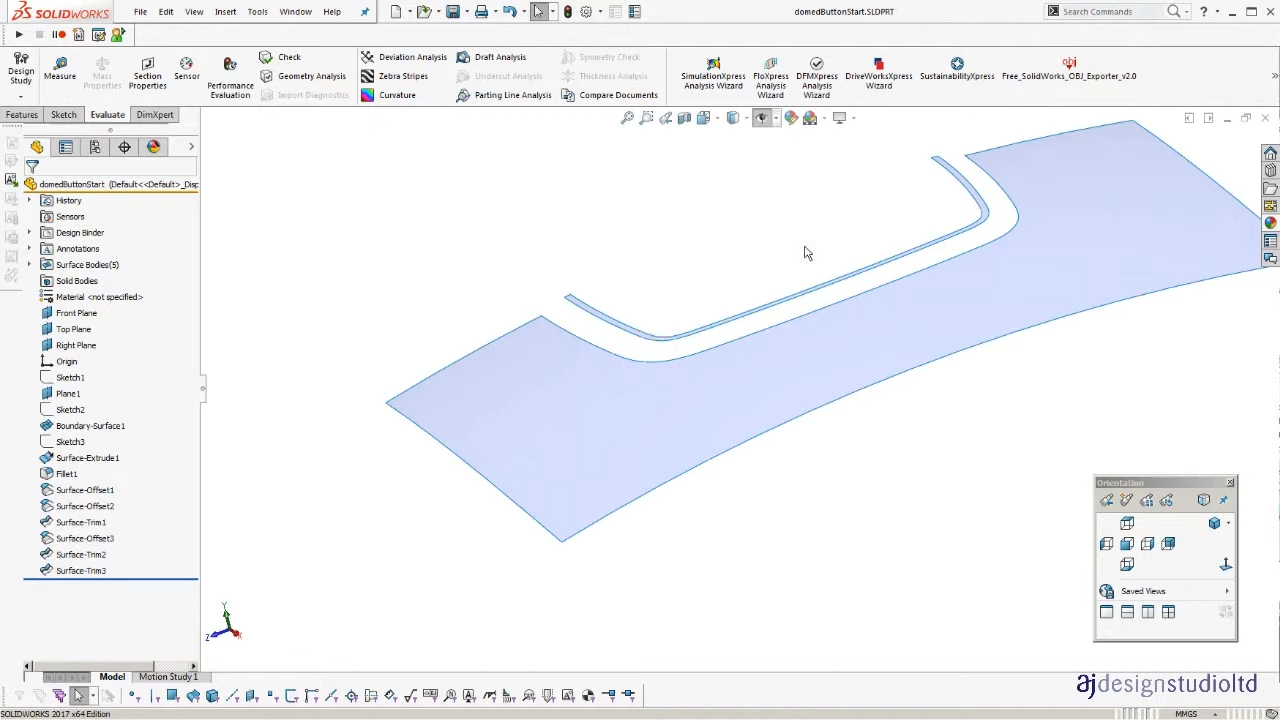 SOLIDWORKS File Edit View Insert Tools Window Help domedButtonStart.SLDPRT Search Commands
Design Study
Measure
Mass Properties
Section Properties
Sensor
Performance Evaluation
Check
Geometry Analysis
Import Diagnostics
Deviation Analysis
Zebra Stripes
Curvature
Draft Analysis
Undercut Analysis
Parting Line Analysis
Symmetry Check
Thickness Analysis
Compare Documents
SimulationXpress Analysis Wizard
FloXpress Analysis Wizard
DFMXpress Analysis Wizard
DriveWorksXpress Wizard
SustainabilityXpress
obj
Free_SolidWorks_OBJ_Exporter_v2.0
Features Sketch Evaluate DimXpert
domedButtonStart (Default<<Default>_Disp
History
Sensors
Design Binder
Annotations
Surface Bodies(5)
Solid Bodies
Material <not specified>
Front Plane
Top Plane
Right Plane
Origin
Sketch1
Plane1
Sketch2
Boundary-Surface1
Sketch3
Surface-Extrude1
Fillet1
Surface-Offset1
Surface-Offset2
Surface-Trim1
Surface-Offset3
Surface-Trim2
Surface-Trim3
Y
Z X
Orientation
Saved Views
Model Motion Study 1
ajdesignstudioltd
SOLIDWORKS 2017 x64 Edition MMGS